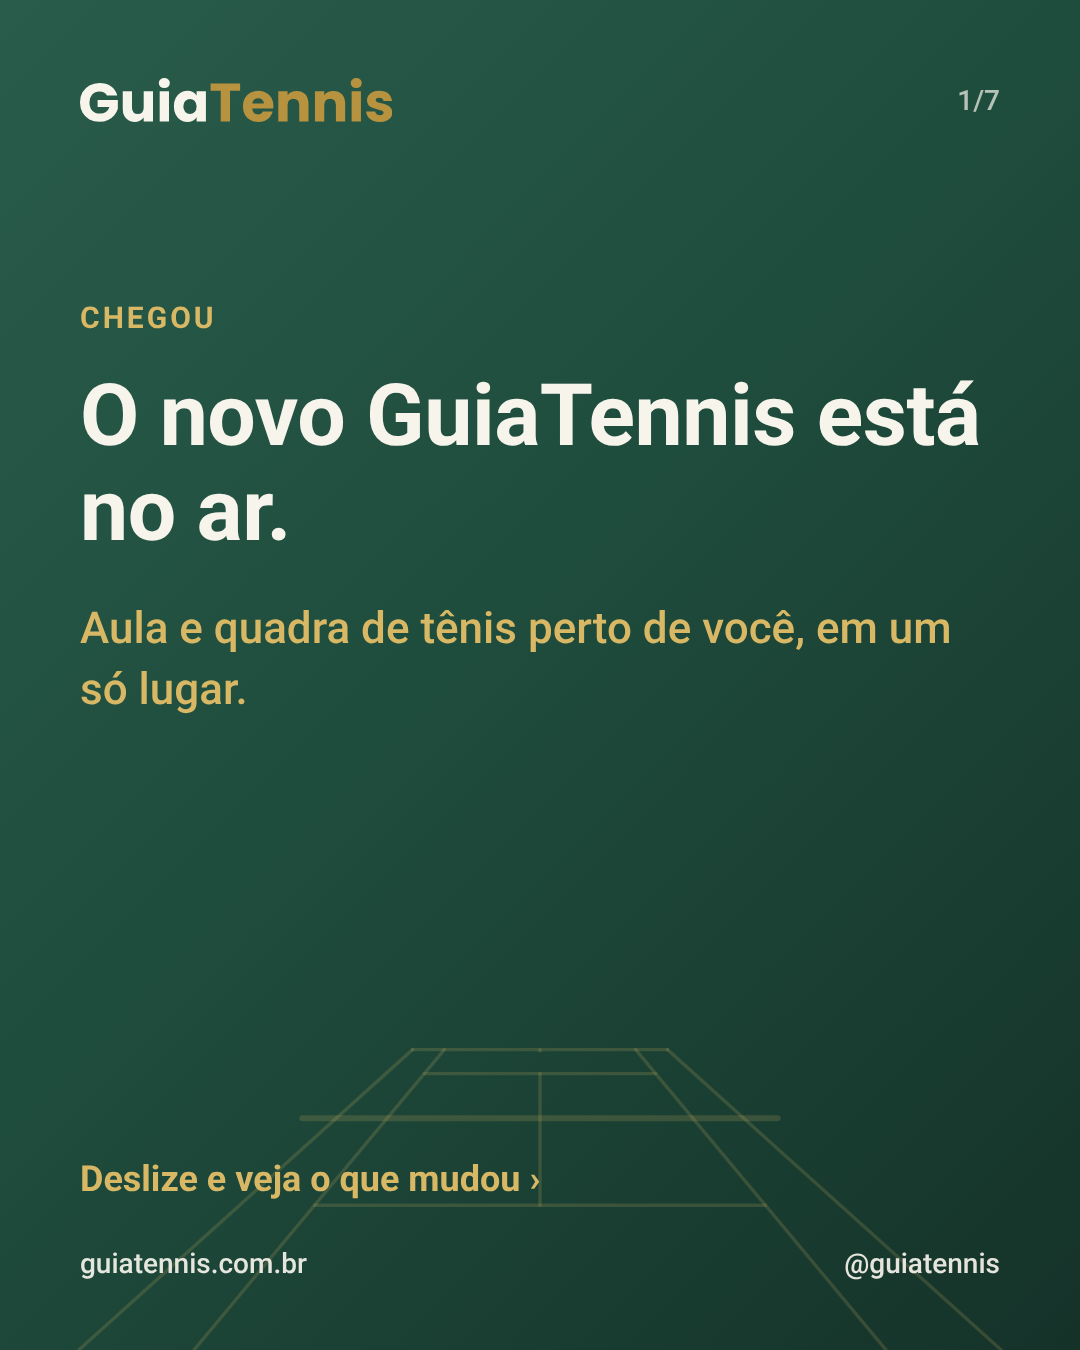 GuiaTennis
1/7
CHEGOU
O novo GuiaTennis está
no ar.
Aula e quadra de tênis perto de você, em um
só lugar.
Deslize e veja o que mudou ›
guiatennis.com.br
@guiatennis